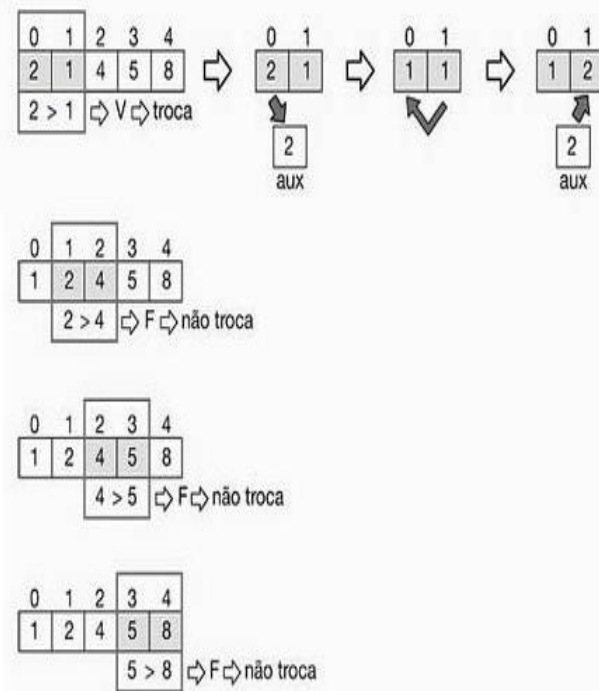 0 1 2 3 4 0 1 0 1 0 1
2 1 4 5 8 2 1 1 1 1 2
2 > 1 ⇨ V ⇨ troca
2 2
aux aux
0 1 2 3 4
1 2 4 5 8
2 > 4 ⇨ F ⇨ não troca
0 1 2 3 4
1 2 4 5 8
4 > 5 ⇨ F ⇨ não troca
0 1 2 3 4
1 2 4 5 8
5 > 8 ⇨ F ⇨ não troca